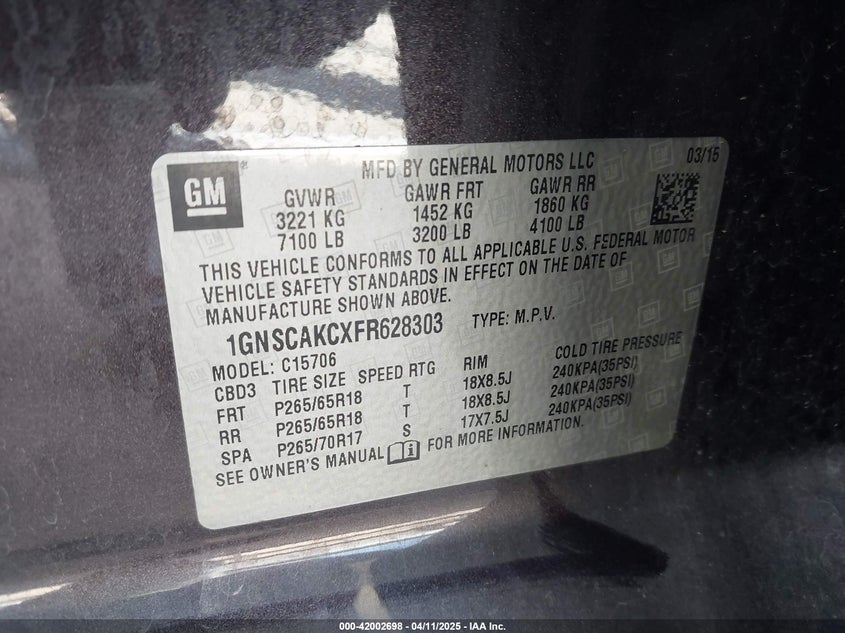 GM
MFD BY GENERAL MOTORS LLC 03/15
GVWR GAWR FRT GAWR RR
3221 KG 1452 KG 1860 KG
7100 LB 3200 LB 4100 LB
THIS VEHICLE CONFORMS TO ALL APPLICABLE U.S. FEDERAL MOTOR
VEHICLE SAFETY STANDARDS IN EFFECT ON THE DATE OF
MANUFACTURE SHOWN ABOVE.
1GNSCAKCXFR628303 TYPE: M.P.V.
MODEL: C15706
CBD3 TIRE SIZE SPEED RTG RIM COLD TIRE PRESSURE
FRT P265/65R18 T 18X8.5J 240KPA(35PSI)
RR P265/65R18 T 18X8.5J 240KPA(35PSI)
SPA P265/70R17 S 17X7.5J 240KPA(35PSI)
SEE OWNER'S MANUAL FOR MORE INFORMATION.
000-42002698 - 04/11/2025 - IAA Inc.